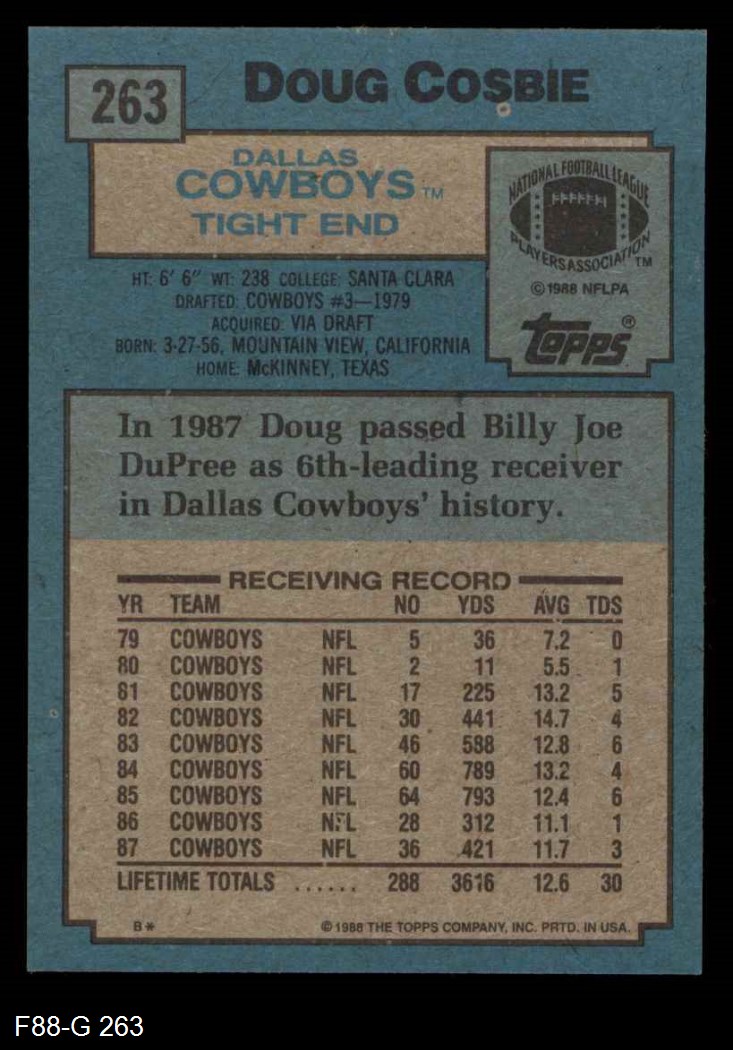 263
DOUG COSBIE
DALLAS
COWBOYS™
TIGHT END
NATIONAL FOOTBALL LEAGUE
PLAYERS ASSOCIATION™
©1988 NFLPA
topps®
HT: 6' 6" WT: 238 COLLEGE: SANTA CLARA
DRAFTED: COWBOYS #3—1979
ACQUIRED: VIA DRAFT
BORN: 3-27-56, MOUNTAIN VIEW, CALIFORNIA
HOME: McKINNEY, TEXAS
In 1987 Doug passed Billy Joe
DuPree as 6th-leading receiver
in Dallas Cowboys' history.
RECEIVING RECORD
YR TEAM NO YDS AVG TDS
79 COWBOYS NFL 5 36 7.2 0
80 COWBOYS NFL 2 11 5.5 1
81 COWBOYS NFL 17 225 13.2 5
82 COWBOYS NFL 30 441 14.7 4
83 COWBOYS NFL 46 588 12.8 6
84 COWBOYS NFL 60 789 13.2 4
85 COWBOYS NFL 64 793 12.4 6
86 COWBOYS NFL 28 312 11.1 1
87 COWBOYS NFL 36 421 11.7 3
LIFETIME TOTALS ...... 288 3616 12.6 30
B* ©1988 THE TOPPS COMPANY, INC. PRTD. IN USA.
F88-G 263